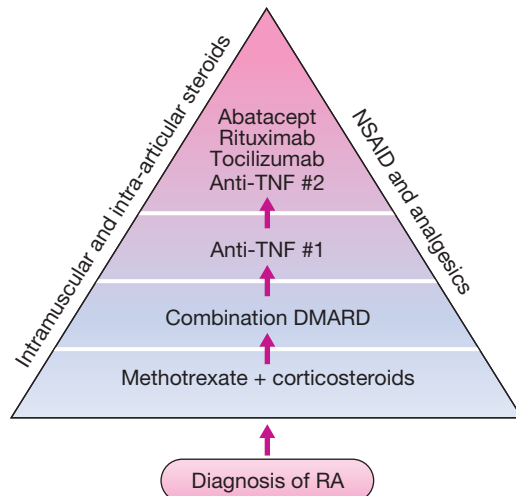 Intramuscular and intra-articular steroids
NSAID and analgesics
Abatacept
Rituximab
Tocilizumab
Anti-TNF #2
Anti-TNF #1
Combination DMARD
Methotrexate + corticosteroids
Diagnosis of RA